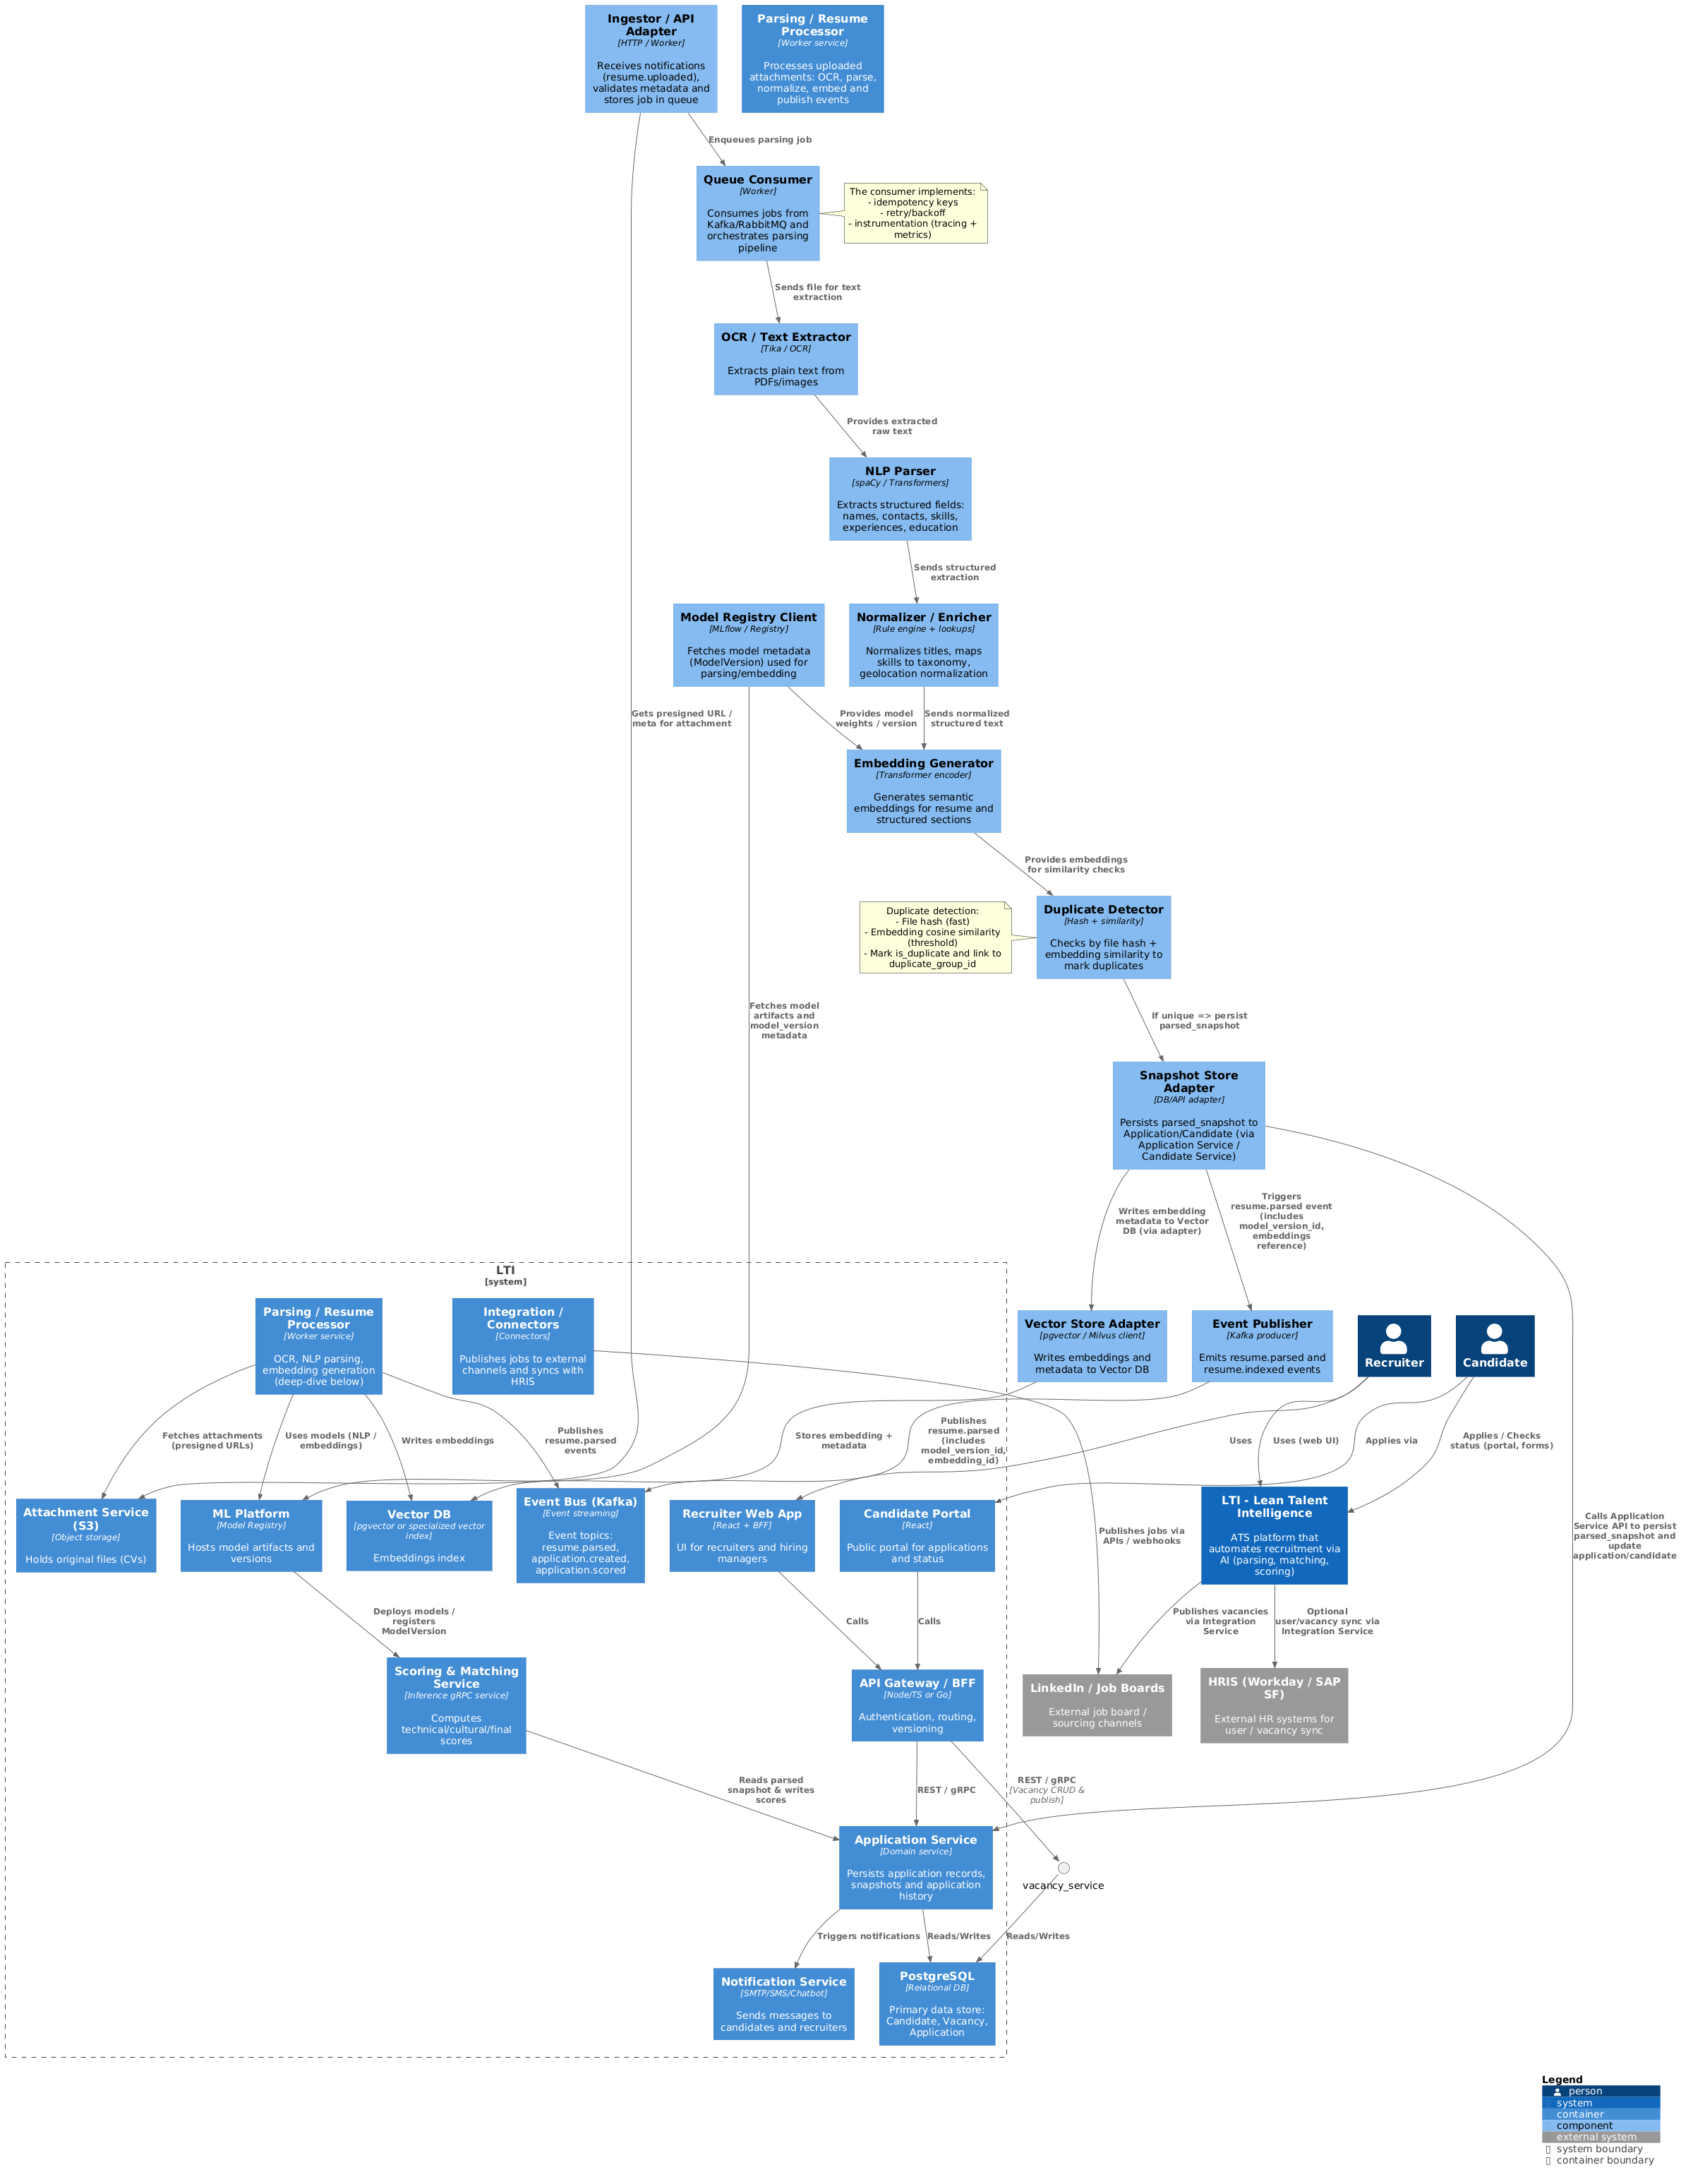 Ingestor / API
Adapter
[HTTP / Worker]
Receives notifications
(resume.uploaded),
validates metadata and
stores job in queue
Parsing / Resume
Processor
[Worker service]
Processes uploaded
attachments: OCR, parse,
normalize, embed and
publish events
Enqueues parsing job
Queue Consumer
[Worker]
Consumes jobs from
Kafka/RabbitMQ and
orchestrates parsing
pipeline
The consumer implements:
- idempotency keys
- retry/backoff
- instrumentation (tracing +
metrics)
Sends file for text
extraction
OCR / Text Extractor
[Tika / OCR]
Extracts plain text from
PDFs/images
Provides extracted
raw text
NLP Parser
[spaCy / Transformers]
Extracts structured fields:
names, contacts, skills,
experiences, education
Sends structured
extraction
Model Registry Client
[MLflow / Registry]
Fetches model metadata
(ModelVersion) used for
parsing/embedding
Normalizer / Enricher
[Rule engine + lookups]
Normalizes titles, maps
skills to taxonomy,
geolocation normalization
Gets presigned URL /
meta for attachment
Provides model
weights / version
Sends normalized
structured text
Embedding Generator
[Transformer encoder]
Generates semantic
embeddings for resume and
structured sections
Provides embeddings
for similarity checks
Duplicate detection:
- File hash (fast)
- Embedding cosine similarity
(threshold)
- Mark is_duplicate and link to
duplicate_group_id
Duplicate Detector
[Hash + similarity]
Checks by file hash +
embedding similarity to
mark duplicates
Fetches model
artifacts and
model_version
metadata
If unique => persist
parsed_snapshot
Snapshot Store
Adapter
[DB/API adapter]
Persists parsed_snapshot to
Application/Candidate (via
Application Service /
Candidate Service)
Writes embedding
metadata to Vector
DB (via adapter)
Triggers
resume.parsed event
(includes
model_version_id,
embeddings
reference)
LTI
[system]
Parsing / Resume
Processor
[Worker service]
OCR, NLP parsing,
embedding generation
(deep-dive below)
Integration /
Connectors
[Connectors]
Publishes jobs to external
channels and syncs with
HRIS
Vector Store Adapter
[pgvector / Milvus client]
Writes embeddings and
metadata to Vector DB
Event Publisher
[Kafka producer]
Emits resume.parsed and
resume.indexed events
Recruiter
Candidate
Fetches attachments
(presigned URLs)
Uses models (NLP /
embeddings)
Writes embeddings
Publishes
resume.parsed
events
Stores embedding +
metadata
Publishes
resume.parsed
(includes
model_version_id,
embedding_id)
Uses
Uses (web UI)
Applies via
Applies / Checks
status (portal, forms)
Attachment Service
(S3)
[Object storage]
Holds original files (CVs)
ML Platform
[Model Registry]
Hosts model artifacts and
versions
Vector DB
[pgvector or specialized vector
index]
Embeddings index
Event Bus (Kafka)
[Event streaming]
Event topics:
resume.parsed,
application.created,
application.scored
Recruiter Web App
[React + BFF]
UI for recruiters and hiring
managers
Candidate Portal
[React]
Public portal for applications
and status
Publishes jobs via
APIs / webhooks
LTI - Lean Talent
Intelligence
ATS platform that
automates recruitment via
AI (parsing, matching,
scoring)
Calls Application
Service API to persist
parsed_snapshot and
update
application/candidate
Deploys models /
registers
ModelVersion
Calls
Calls
Publishes vacancies
via Integration
Service
Optional
user/vacancy sync via
Integration Service
Scoring & Matching
Service
[Inference gRPC service]
Computes
technical/cultural/final
scores
API Gateway / BFF
[Node/TS or Go]
Authentication, routing,
versioning
LinkedIn / Job Boards
External job board /
sourcing channels
HRIS (Workday / SAP
SF)
External HR systems for
user / vacancy sync
Reads parsed
snapshot & writes
scores
REST / gRPC
REST / gRPC
[Vacancy CRUD &
publish]
Application Service
[Domain service]
Persists application records,
snapshots and application
history
vacancy_service
Triggers notifications
Reads/Writes
Reads/Writes
Notification Service
[SMTP/SMS/Chatbot]
Sends messages to
candidates and recruiters
PostgreSQL
[Relational DB]
Primary data store:
Candidate, Vacancy,
Application
Legend
person
system
container
component
external system
▯ system boundary
▯ container boundary